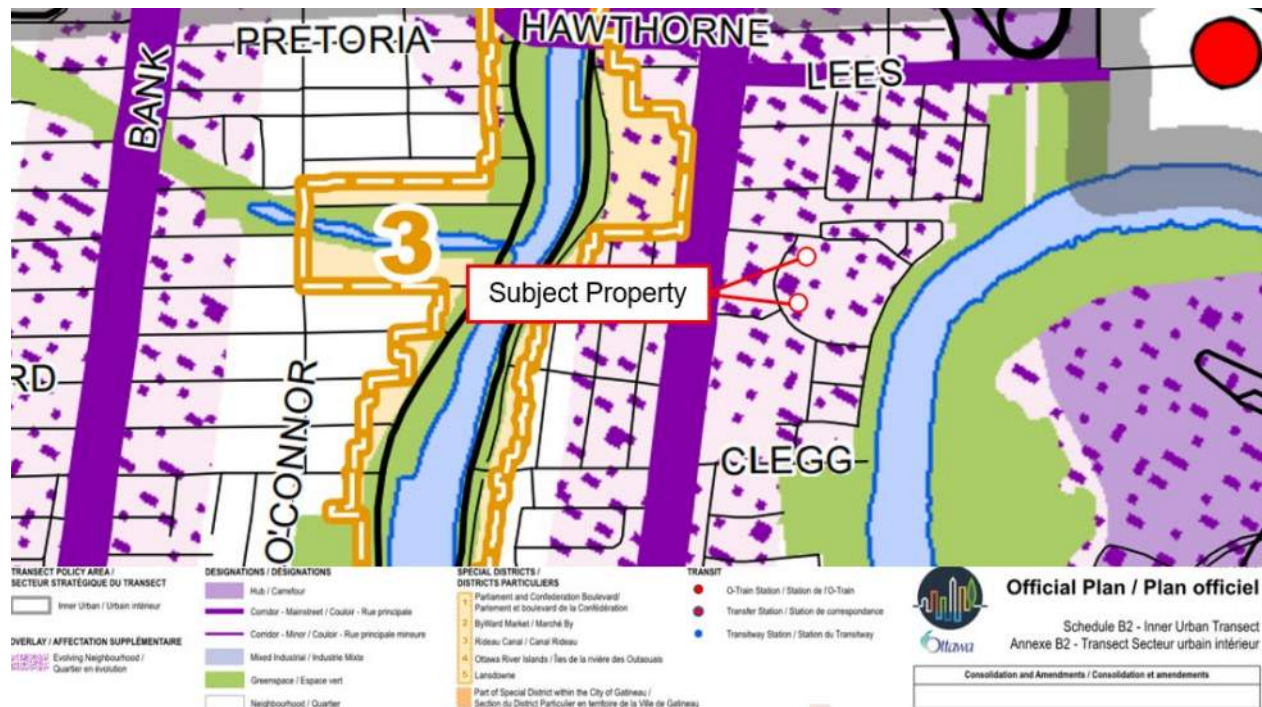 PRETORIA
HAWTHORNE
LEES
BANK
3
Subject Property
RD
O'CONNOR
CLEGG
TRANSECT POLICY AREA /
SECTEUR STRATÉGIQUE DU TRANSECT
Inner Urban / Urbain intérieur
OVERLAY / AFFECTATION SUPPLÉMENTAIRE
Evolving Neighbourhood /
Quartier en évolution
DESIGNATIONS / DÉSIGNATIONS
Hub / Carrefour
Corridor - Mainstreet / Couloir - Rue principale
Corridor - Minor / Couloir - Rue principale mineure
Mixed Industrial / Industrie Mixte
Greenspace / Espace vert
Neighbourhood / Quartier
SPECIAL DISTRICTS /
DISTRICTS PARTICULIERS
1 Parliament and Confederation Boulevard/
Parlement et boulevard de la Confédération
2 ByWard Market / Marché By
3 Rideau Canal / Canal Rideau
4 Ottawa River Islands / Îles de la rivière des Outaouais
5 Lansdowne
Part of Special District within the City of Gatineau /
Section du District Particulier en territoire de la Ville de Gatineau
TRANSIT
O-Train Station / Station de l'O-Train
Transfer Station / Station de correspondance
Transitway Station / Station du Transitway
Ottawa
Official Plan / Plan officiel
Schedule B2 - Inner Urban Transect
Annexe B2 - Transect Secteur urbain intérieur
Consolidation and Amendments / Consolidation et amendements